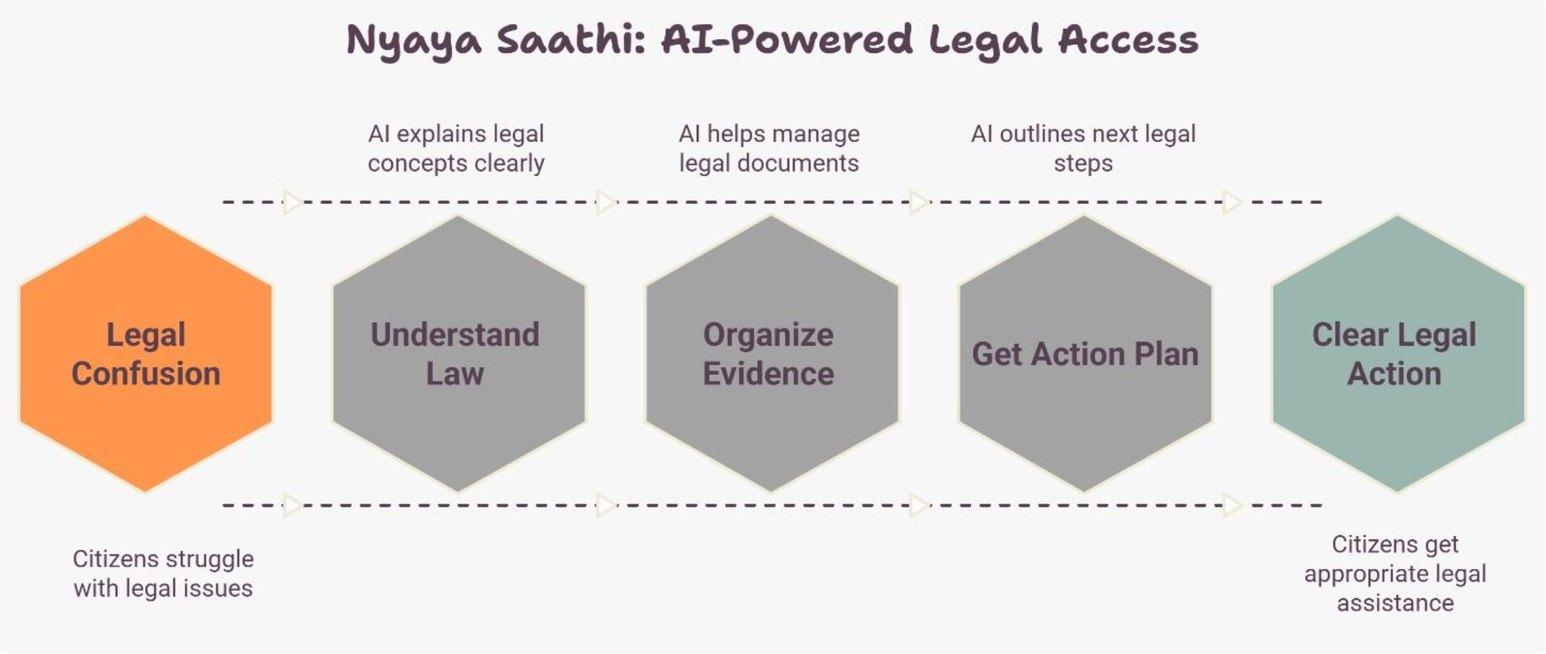 Nyaya Saathi: AI-Powered Legal Access
AI explains legal
concepts clearly
AI helps manage
legal documents
AI outlines next legal
steps
Legal
Confusion
Understand
Law
Organize
Evidence
Get Action Plan
Clear Legal
Action
Citizens struggle
with legal issues
Citizens get
appropriate legal
assistance